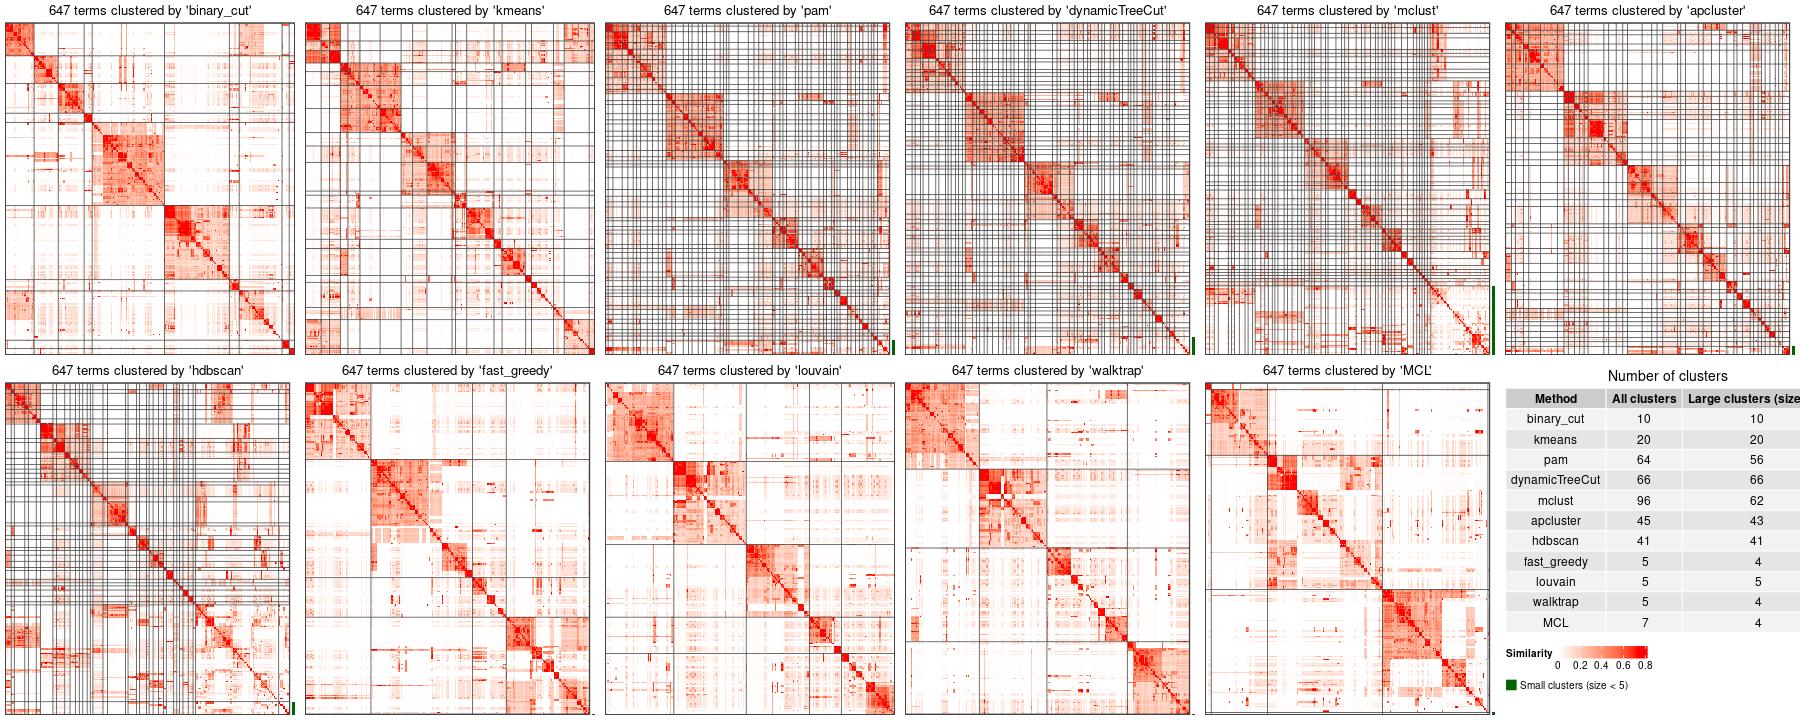 647 terms clustered by 'binary_cut'
647 terms clustered by 'kmeans'
647 terms clustered by 'pam'
647 terms clustered by 'dynamicTreeCut'
647 terms clustered by 'mclust'
647 terms clustered by 'apcluster'
647 terms clustered by 'hdbscan'
647 terms clustered by 'fast_greedy'
647 terms clustered by 'louvain'
647 terms clustered by 'walktrap'
647 terms clustered by 'MCL'
Number of clusters
Method All clusters Large clusters (size
binary_cut 10 10
kmeans 20 20
pam 64 56
dynamicTreeCut 66 66
mclust 96 62
apcluster 45 43
hdbscan 41 41
fast_greedy 5 4
louvain 5 5
walktrap 5 4
MCL 7 4
Similarity
0 0.2 0.4 0.6 0.8
Small clusters (size < 5)